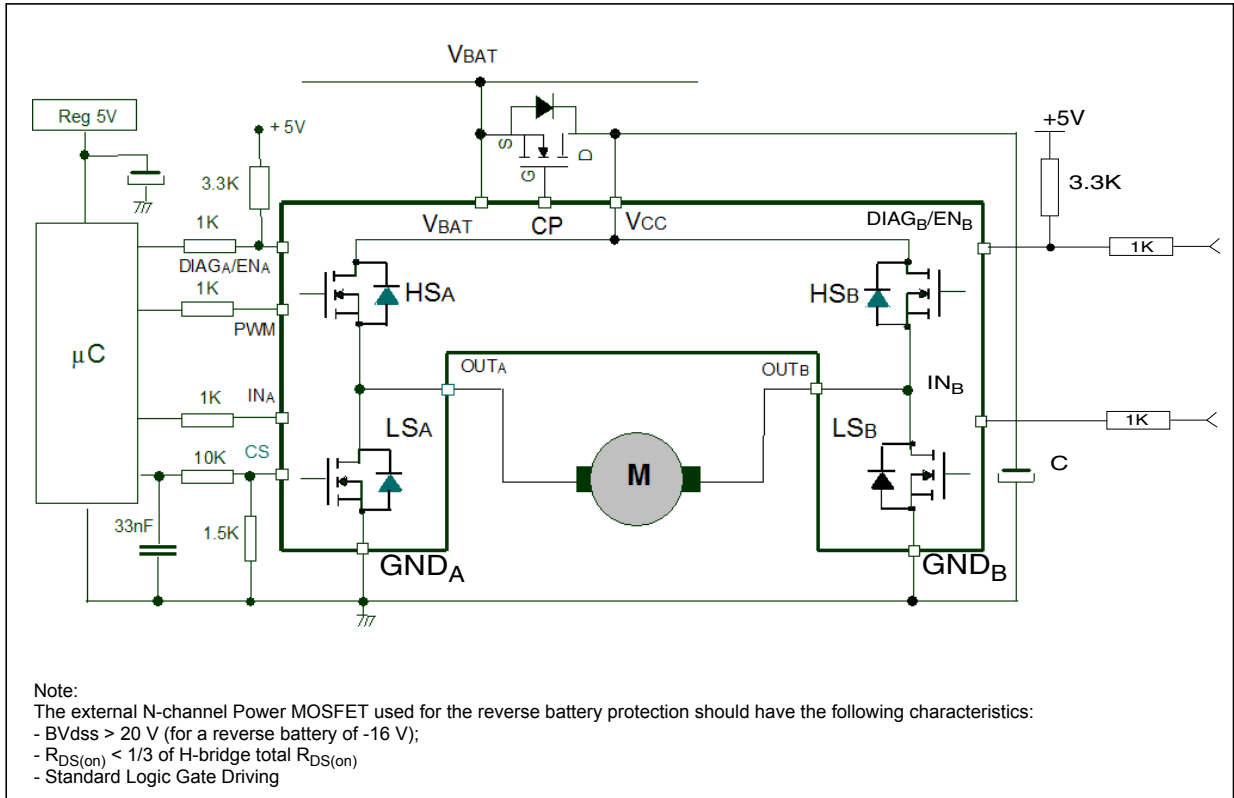 VBAT
Reg 5V
+5V
+5V
3.3K
3.3K
S
D
G
1K
VBAT
CP
VCC
DIAGB/ENB
1K
DIAGA/ENA
1K
HSA
HSB
PWM
µC
OUTA
OUTB
INA
INB
1K
LSA
LSB
1K
10K
CS
M
C
33nF
1.5K
GNDA
GNDB
Note:
The external N-channel Power MOSFET used for the reverse battery protection should have the following characteristics:
- BVdss > 20 V (for a reverse battery of -16 V);
- RDS(on) < 1/3 of H-bridge total RDS(on)
- Standard Logic Gate Driving